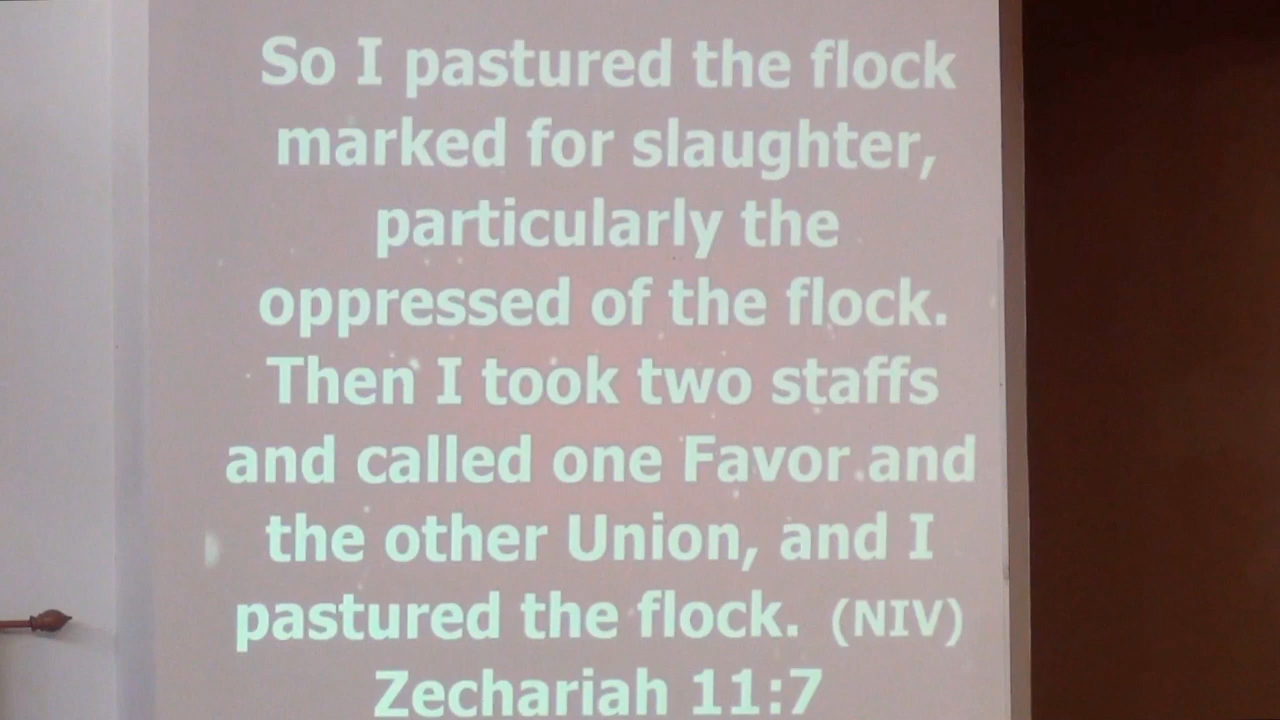 So I pastured the flock
marked for slaughter,
particularly the
oppressed of the flock.
Then I took two staffs
and called one Favor and
the other Union, and I
pastured the flock. (NIV)
Zechariah 11:7